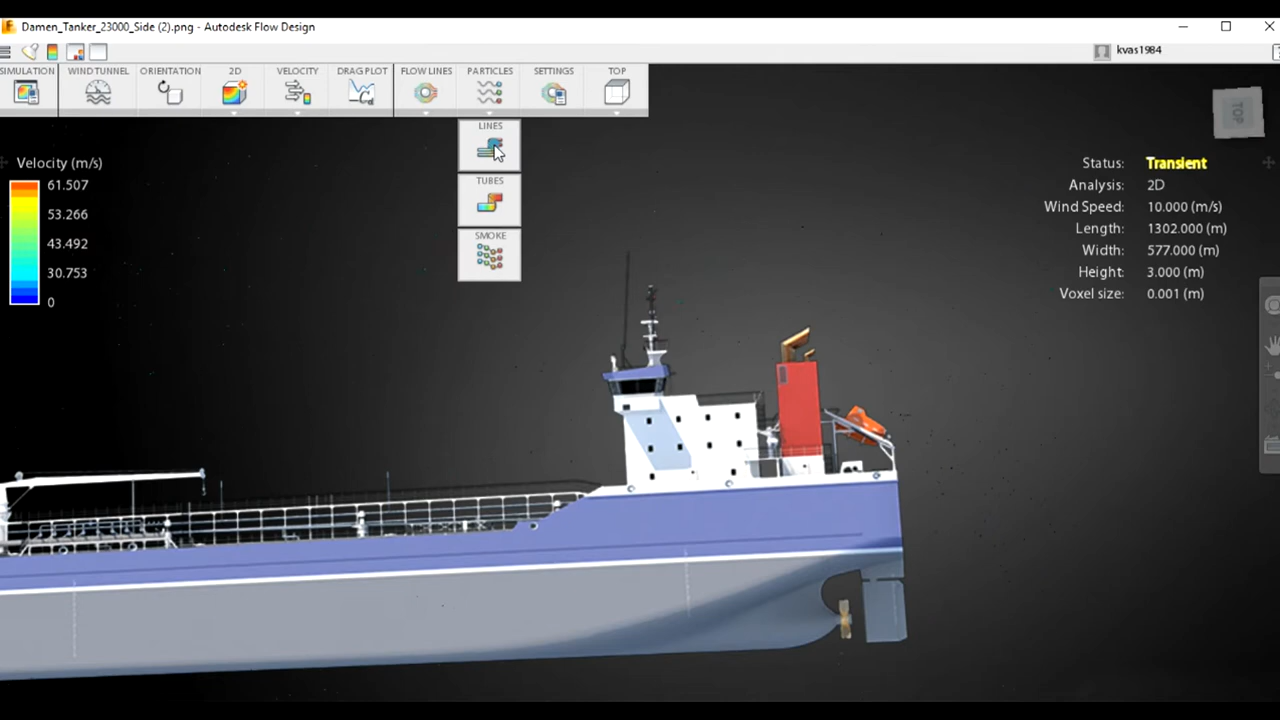 Damen_Tanker_23000_Side (2).png - Autodesk Flow Design
kvas1984
SIMULATION
WIND TUNNEL
ORIENTATION
2D
VELOCITY
DRAG PLOT
FLOW LINES
PARTICLES
SETTINGS
TOP
LINES
TUBES
SMOKE
TOP
Velocity (m/s)
61.507
53.266
43.492
30.753
0
Status: Transient
Analysis: 2D
Wind Speed: 10.000 (m/s)
Length: 1302.000 (m)
Width: 577.000 (m)
Height: 3.000 (m)
Voxel size: 0.001 (m)